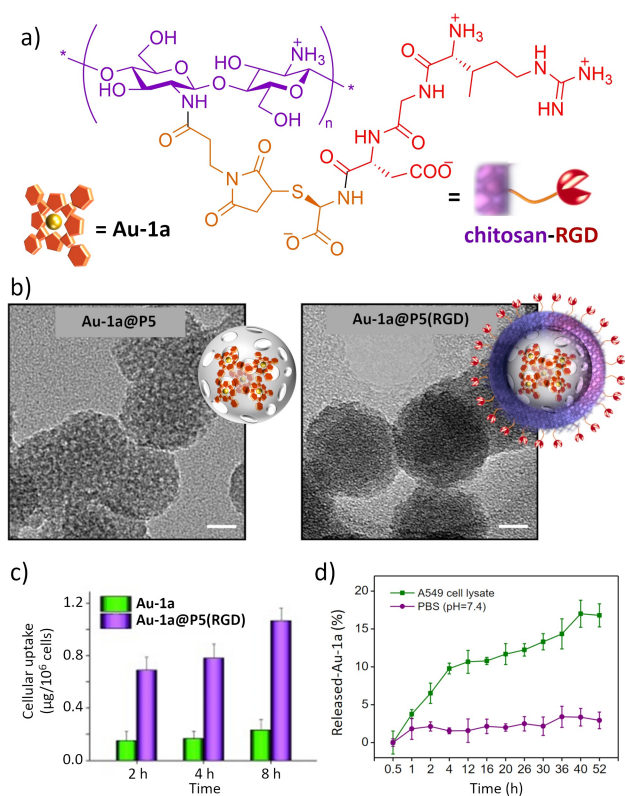 a)
HO
O
HO
NH3
+
*
O
HO
O
O
O
*
NH
OH
n
O
O
N
O
S
NH
O
O
−
O
NH3
+
O
NH
O
NH
O
COO−
H
N
NH3
+
NH
= Au-1a
=
chitosan-RGD
b)
Au-1a@P5
Au-1a@P5(RGD)
c)
Au-1a
Au-1a@P5(RGD)
Cellular uptake
(µg/10⁶ cells)
1.2
0.8
0.4
0.0
2 h 4 h 8 h
Time
d)
A549 cell lysate
PBS (pH=7.4)
Released-Au-1a (%)
20
15
10
5
0
0.5 1 2 4 12 16 20 26 30 36 40 52
Time (h)